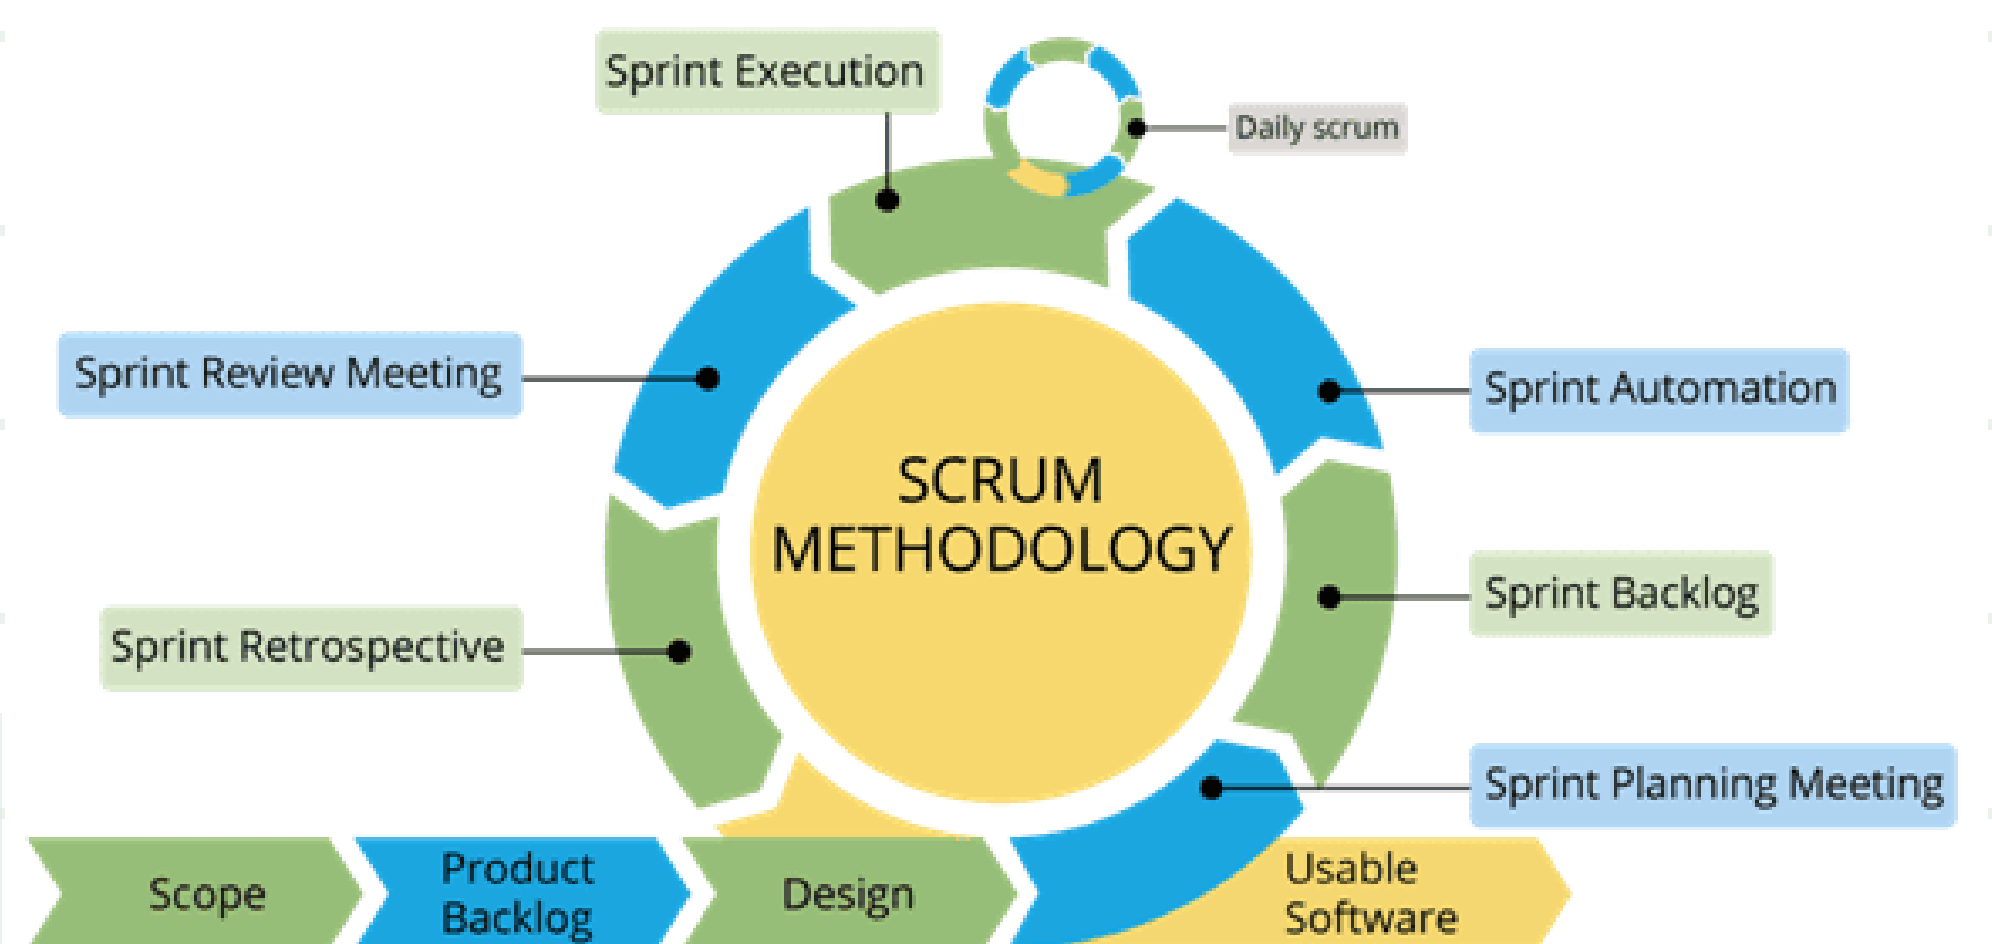 Sprint Execution
Daily scrum
Sprint Review Meeting
Sprint Automation
SCRUM
METHODOLOGY
Sprint Backlog
Sprint Retrospective
Sprint Planning Meeting
Scope
Product
Backlog
Design
Usable
Software